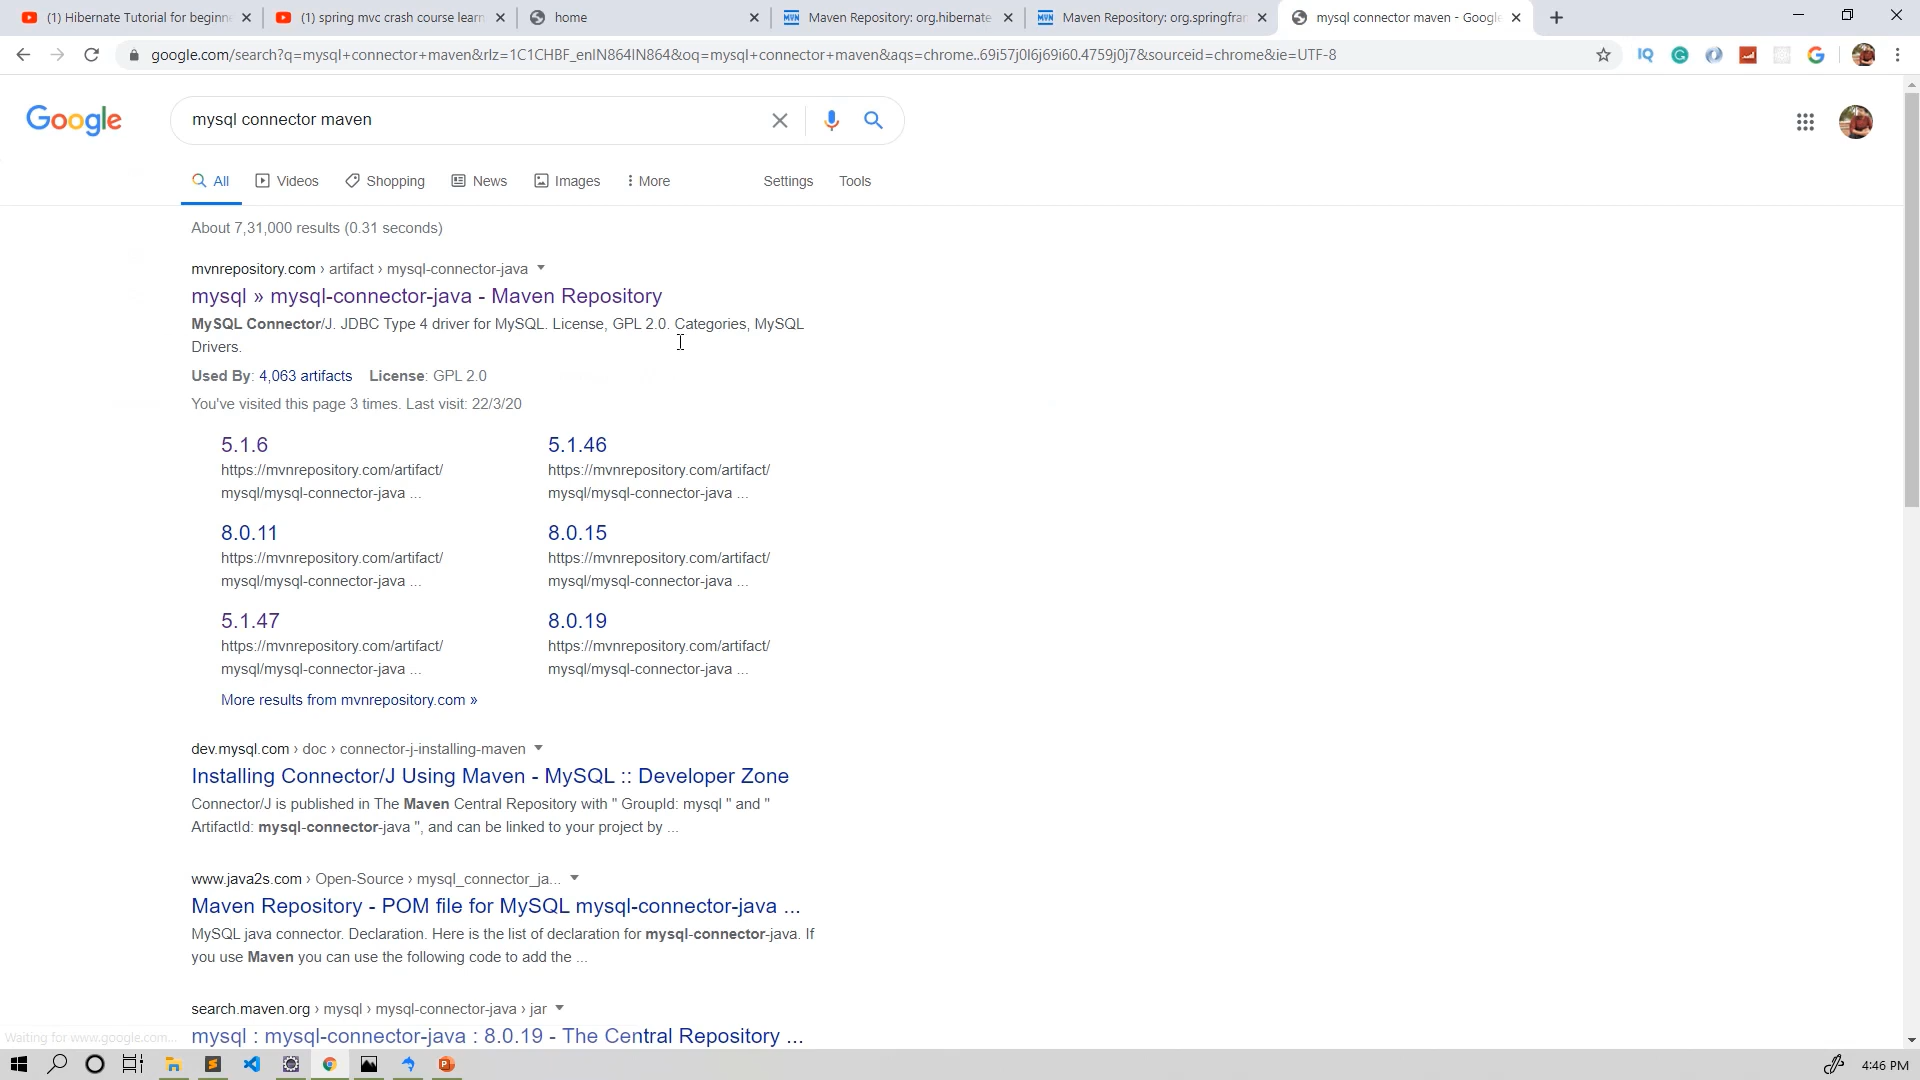 (1) Hibernate Tutorial for beginn
(1) spring mvc crash course learn
home
Maven Repository: org.hibernate
Maven Repository: org.springfram
mysql connector maven - Google
google.com/search?q=mysql+connector+maven&rlz=1C1CHBF_enIN864IN864&oq=mysql+connector+maven&aqs=chrome..69i57j0l6j69i60.4759j0j7&sourceid=chrome&ie=UTF-8
Google
mysql connector maven
All Videos Shopping News Images More Settings Tools
About 7,31,000 results (0.31 seconds)
mvnrepository.com › artifact › mysql-connector-java
mysql » mysql-connector-java - Maven Repository
MySQL Connector/J. JDBC Type 4 driver for MySQL. License, GPL 2.0. Categories, MySQL
Drivers.
Used By: 4,063 artifacts License: GPL 2.0
You've visited this page 3 times. Last visit: 22/3/20
5.1.6
https://mvnrepository.com/artifact/
mysql/mysql-connector-java ...
5.1.46
https://mvnrepository.com/artifact/
mysql/mysql-connector-java ...
8.0.11
https://mvnrepository.com/artifact/
mysql/mysql-connector-java ...
8.0.15
https://mvnrepository.com/artifact/
mysql/mysql-connector-java ...
5.1.47
https://mvnrepository.com/artifact/
mysql/mysql-connector-java ...
8.0.19
https://mvnrepository.com/artifact/
mysql/mysql-connector-java ...
More results from mvnrepository.com »
dev.mysql.com › doc › connector-j-installing-maven
Installing Connector/J Using Maven - MySQL :: Developer Zone
Connector/J is published in The Maven Central Repository with " GroupId: mysql " and "
ArtifactId: mysql-connector-java ", and can be linked to your project by ...
www.java2s.com › Open-Source › mysql_connector_ja...
Maven Repository - POM file for MySQL mysql-connector-java ...
MySQL java connector. Declaration. Here is the list of declaration for mysql-connector-java. If
you use Maven you can use the following code to add the ...
search.maven.org › mysql › mysql-connector-java › jar
mysql : mysql-connector-java : 8.0.19 - The Central Repository ...
Waiting for www.google.com...
4:46 PM